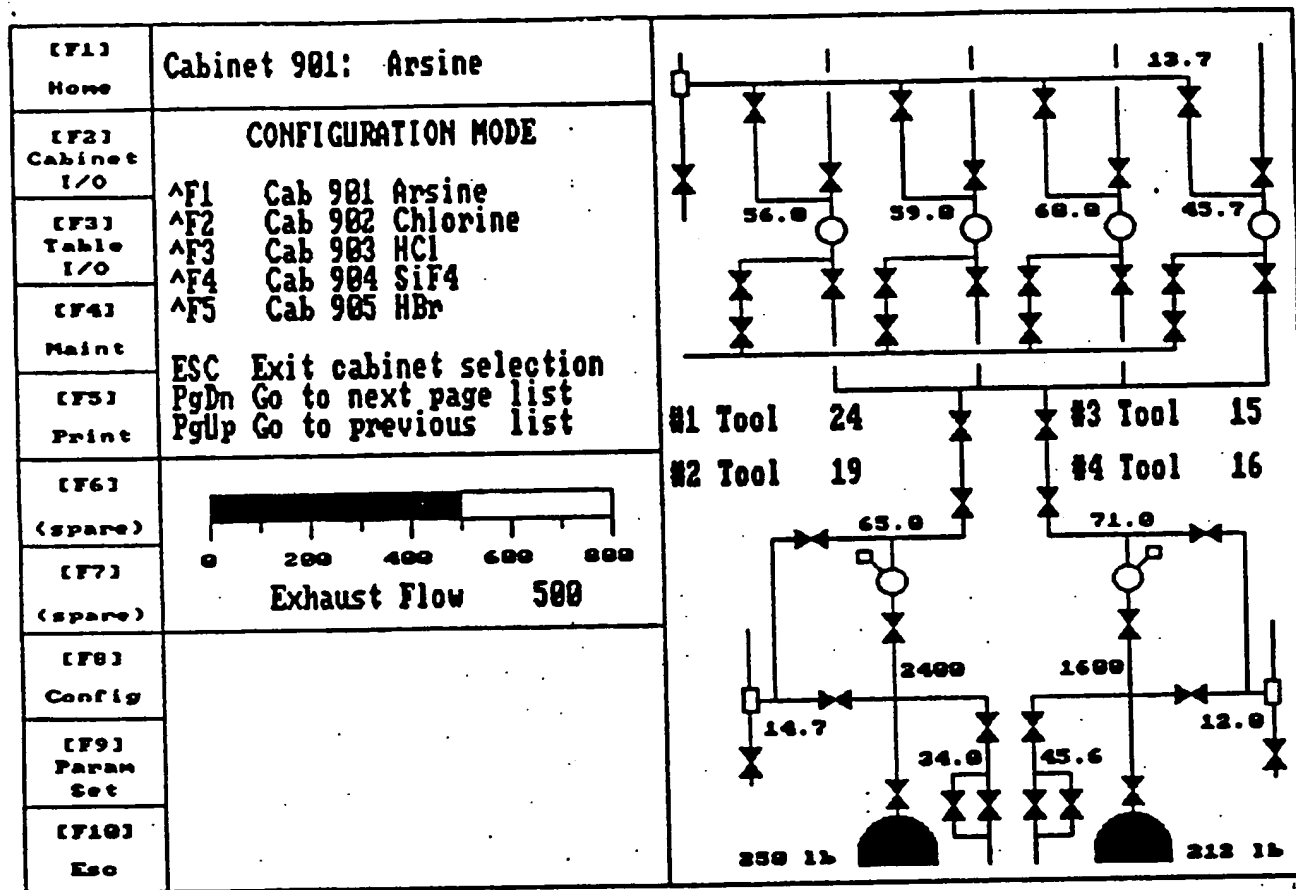 [F1]
Home
[F2]
Cabinet
I/O
[F3]
Table
I/O
[F4]
Maint
[F5]
Print
[F6]
(spare)
[F7]
(spare)
[F8]
Config
[F9]
Param
Set
[F10]
Esc
Cabinet 901: Arsine
CONFIGURATION MODE
^F1 Cab 901 Arsine
^F2 Cab 902 Chlorine
^F3 Cab 903 HCl
^F4 Cab 904 SiF4
^F5 Cab 905 HBr
ESC Exit cabinet selection
PgDn Go to next page list
PgUp Go to previous list
0 200 400 600 800
Exhaust Flow 500
13.7
56.0 59.0 60.0 45.7
#1 Tool 24 #3 Tool 15
#2 Tool 19 #4 Tool 16
65.0 71.0
2400 1600
14.7 12.0
24.0 45.6
250 lb 212 lb